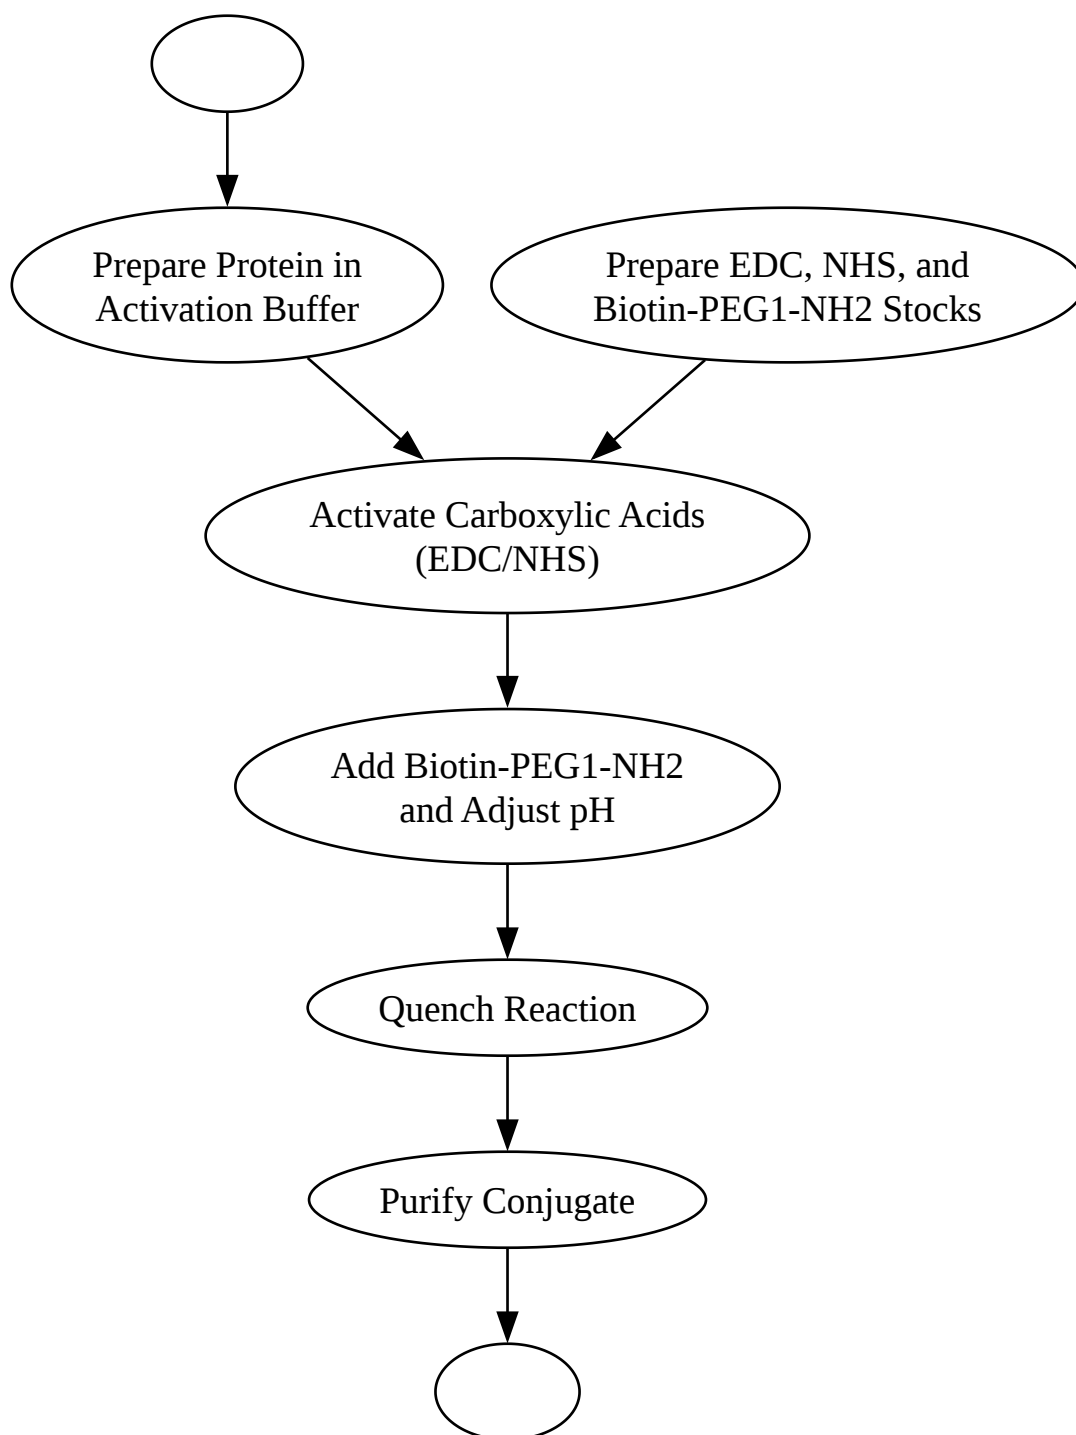 Prepare Protein in
Activation Buffer
Prepare EDC, NHS, and
Biotin-PEG1-NH2 Stocks
Activate Carboxylic Acids
(EDC/NHS)
Add Biotin-PEG1-NH2
and Adjust pH
Quench Reaction
Purify Conjugate